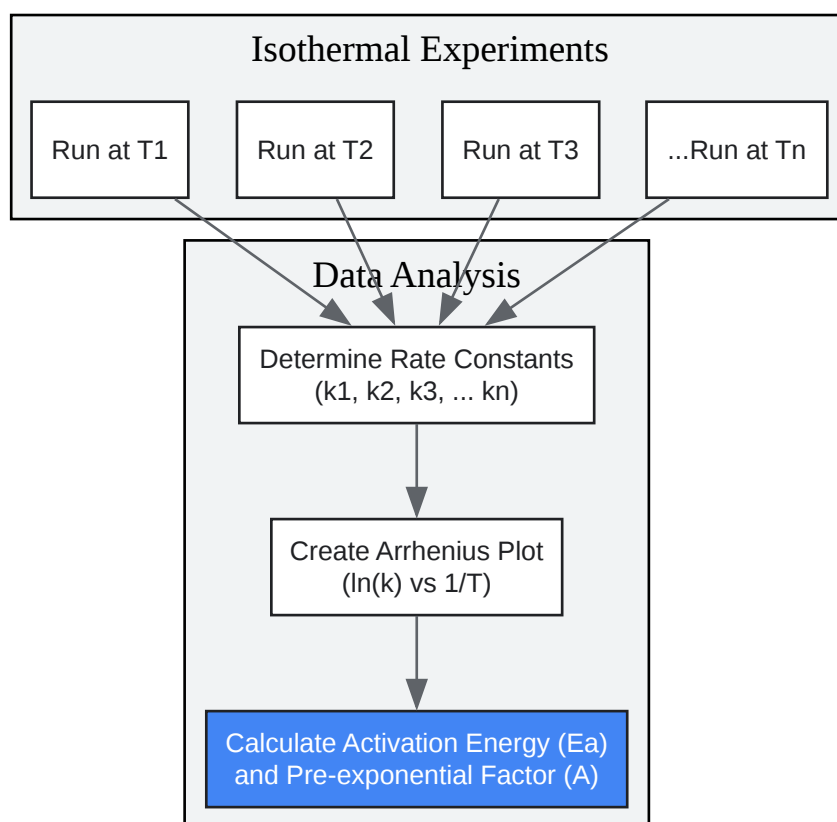 Isothermal Experiments
Run at T1
Run at T2
Run at T3
...Run at Tn
Data Analysis
Determine Rate Constants
(k1, k2, k3, ... kn)
Create Arrhenius Plot
(ln(k) vs 1/T)
Calculate Activation Energy (Ea)
and Pre-exponential Factor (A)